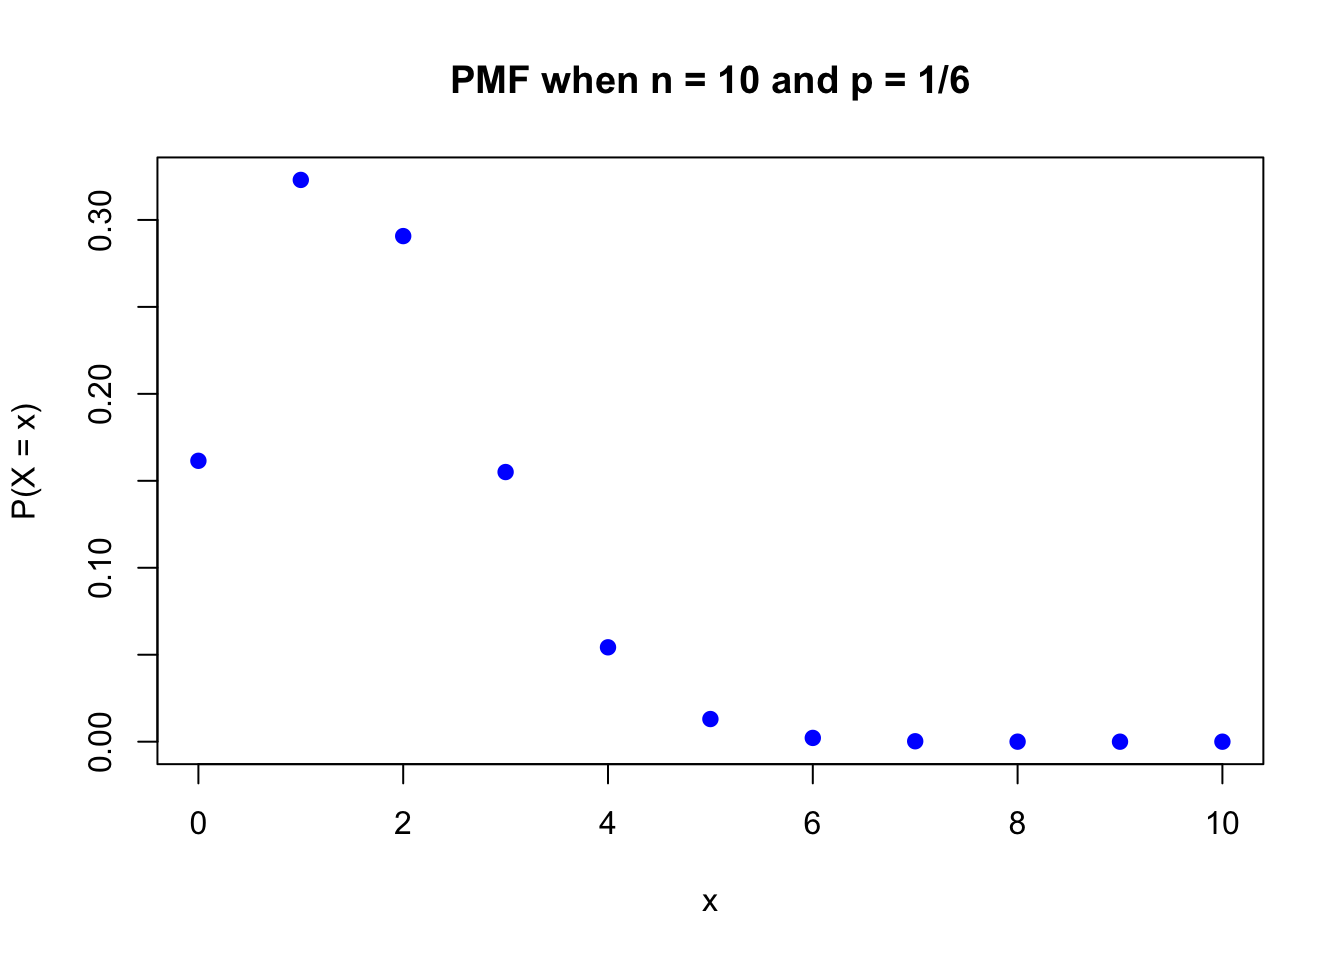 PMF when n = 10 and p = 1/6
P(X = x)
0.30
0.20
0.10
0.00
0 2 4 6 8 10
x